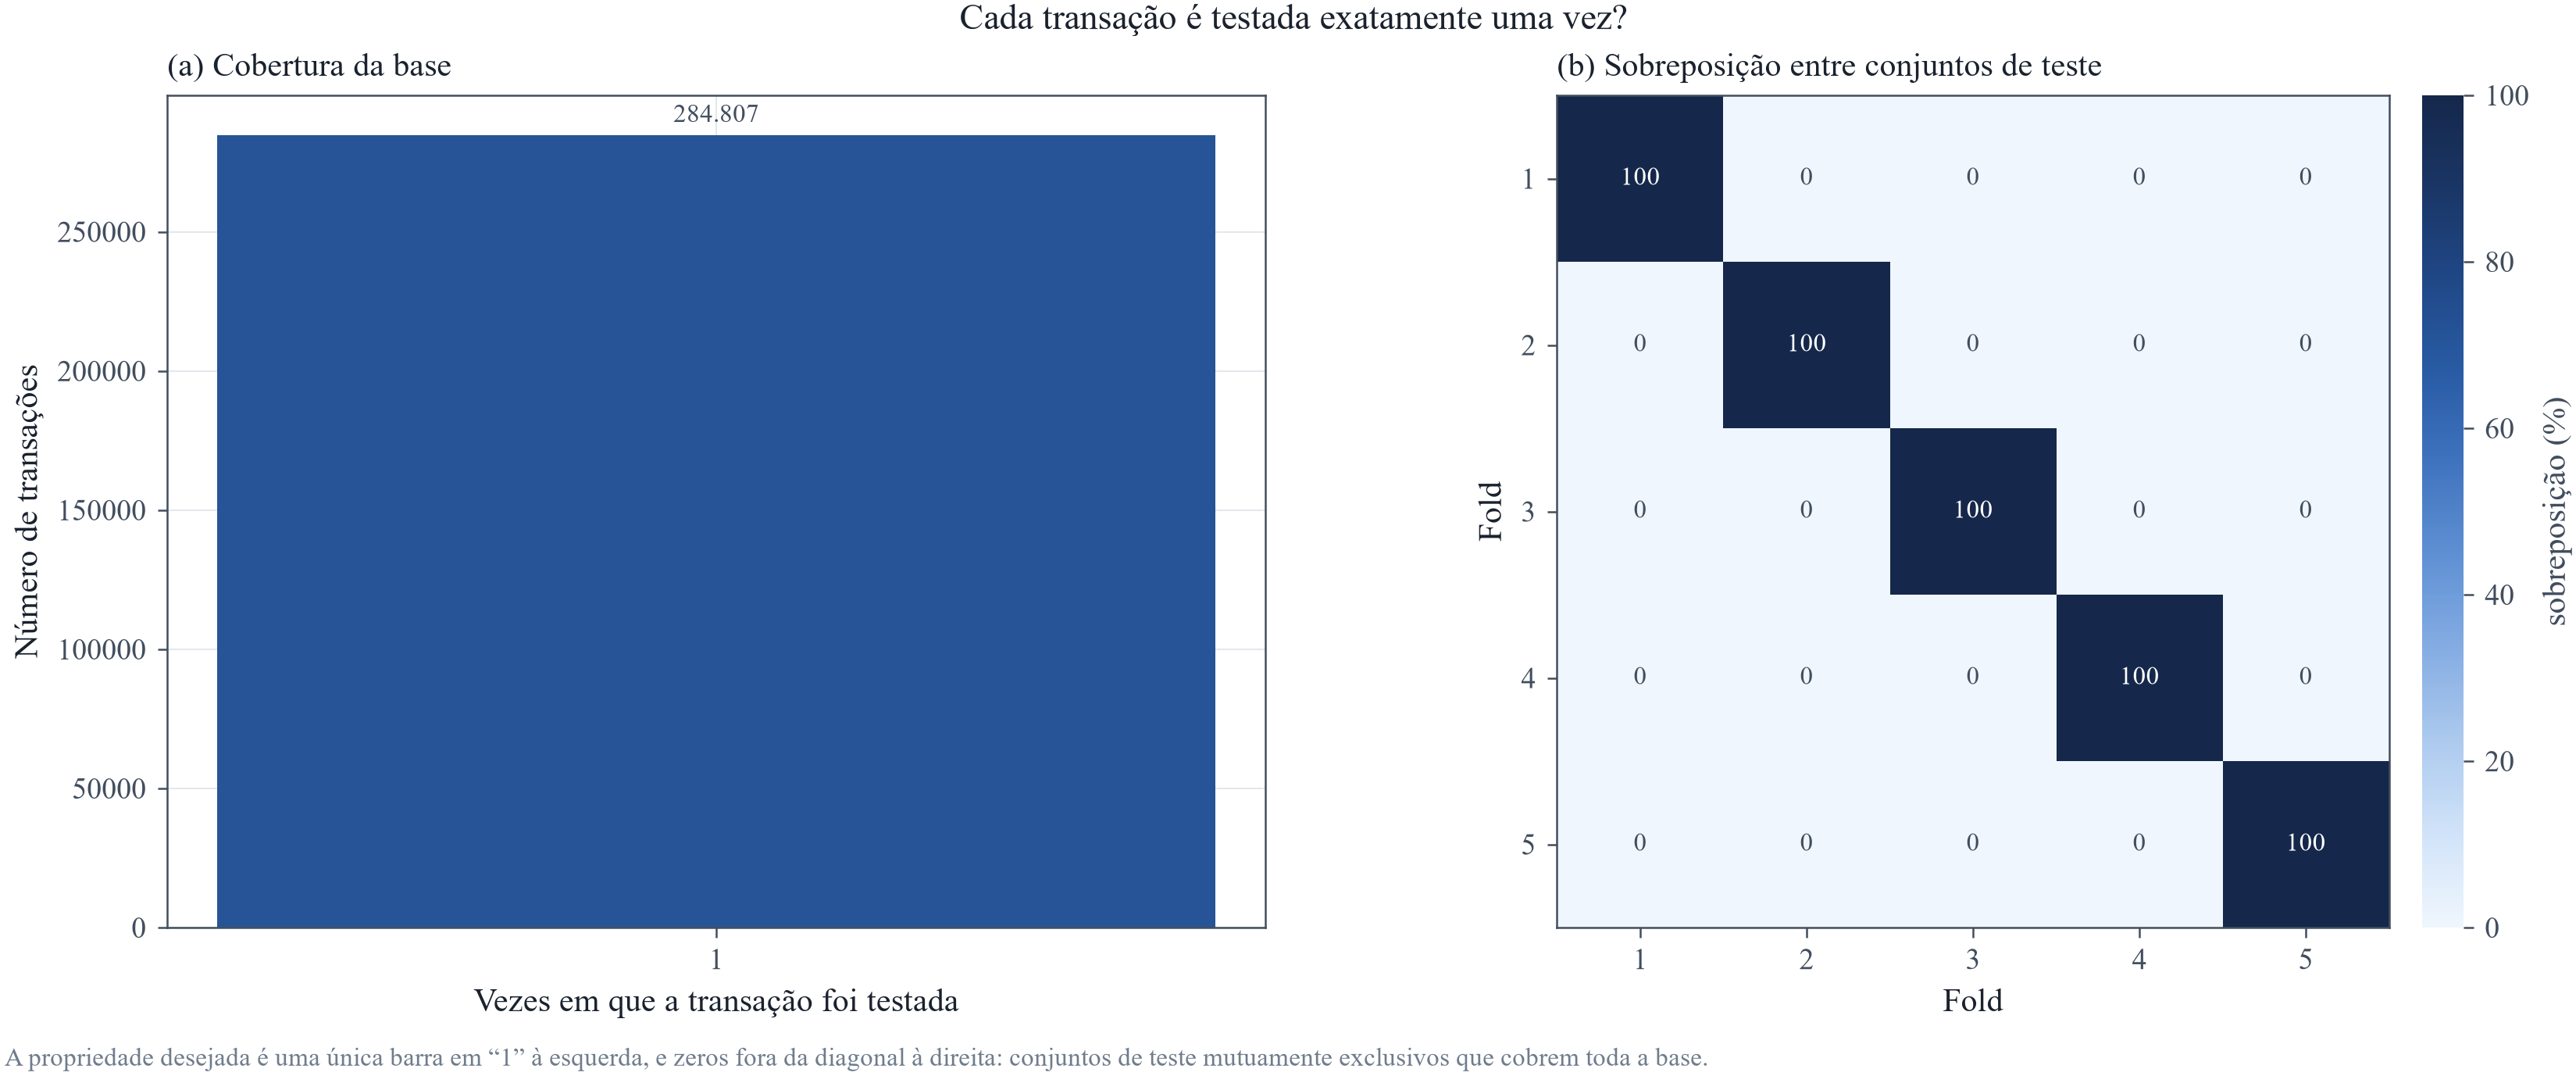 Cada transação é testada exatamente uma vez?
(a) Cobertura da base
284.807
250000
200000
150000
100000
50000
0
Número de transações
1
Vezes em que a transação foi testada
(b) Sobreposição entre conjuntos de teste
1 100 0 0 0 0
2 0 100 0 0 0
3 0 0 100 0 0
4 0 0 0 100 0
5 0 0 0 0 100
Fold
1 2 3 4 5
Fold
100
80
60
40
20
0
sobreposição (%)
A propriedade desejada é uma única barra em “1” à esquerda, e zeros fora da diagonal à direita: conjuntos de teste mutuamente exclusivos que cobrem toda a base.